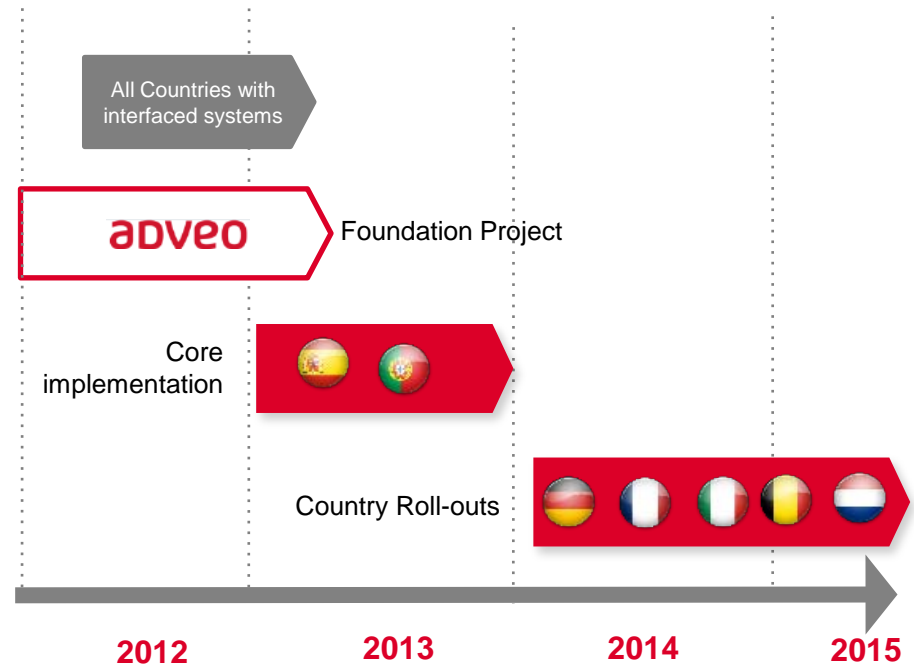 All Countries with
interfaced systems
aDveo
Foundation Project
Core
implementation
Country Roll-outs
2012
2013
2014
2015